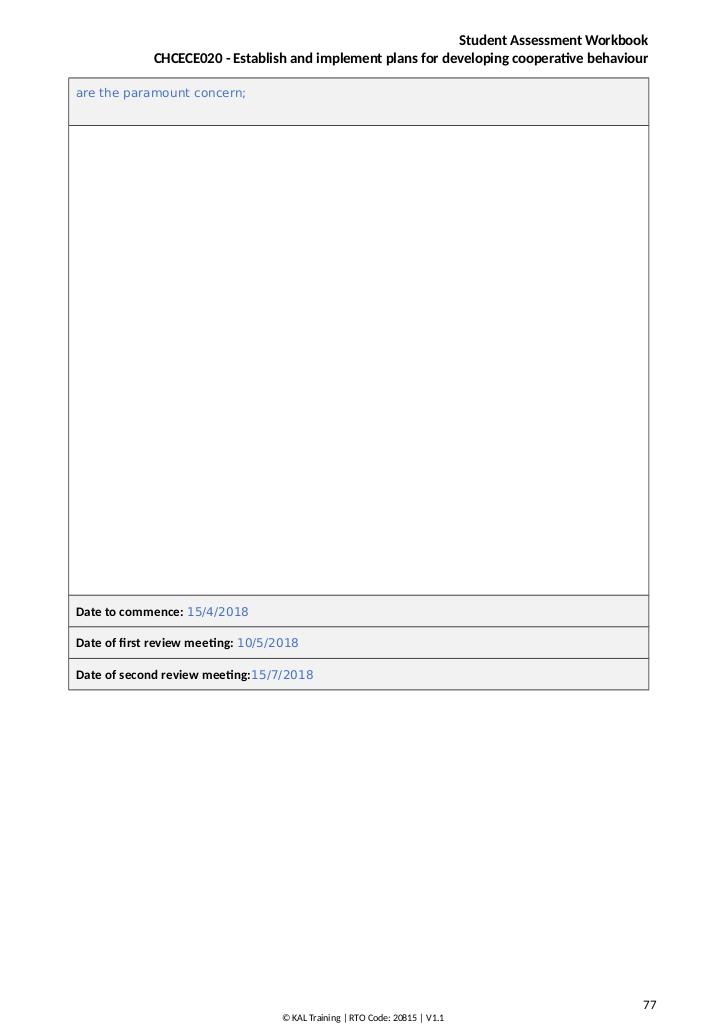 Student Assessment Workbook
CHCECE020 - Establish and implement plans for developing cooperative behaviour
are the paramount concern;
Date to commence: 15/4/2018
Date of first review meeting: 10/5/2018
Date of second review meeting:15/7/2018
77
© KAL Training | RTO Code: 20815 | V1.1